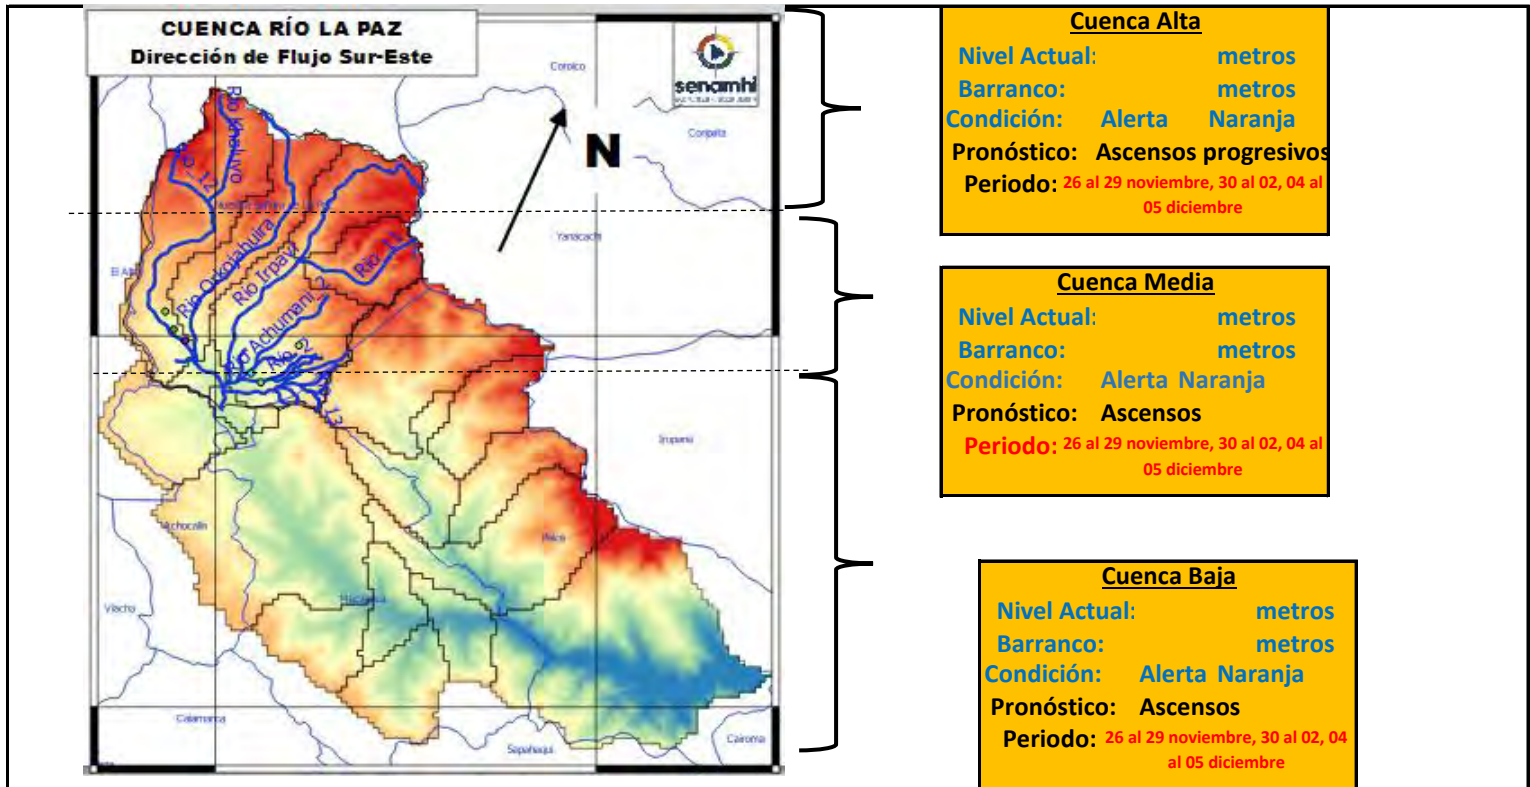 CUENCA RÍO LA PAZ
Dirección de Flujo Sur-Este
senamhi
N
Coroico
Coripata
Yanacachi
Irupana
El Alto
Río Khaluyo
Río Orkojahuira
Río Irpavi
Río Achumani_2
13
Achocalla
Palca
Mecapaca
Viacha
Calamarca
Sapahaqui
Cairoma
Cuenca Alta
Nivel Actual: metros
Barranco: metros
Condición: Alerta Naranja
Pronóstico: Ascensos progresivos
Periodo: 26 al 29 noviembre, 30 al 02, 04 al
05 diciembre
Cuenca Media
Nivel Actual: metros
Barranco: metros
Condición: Alerta Naranja
Pronóstico: Ascensos
Periodo: 26 al 29 noviembre, 30 al 02, 04 al
05 diciembre
Cuenca Baja
Nivel Actual: metros
Barranco: metros
Condición: Alerta Naranja
Pronóstico: Ascensos
Periodo: 26 al 29 noviembre, 30 al 02, 04
al 05 diciembre